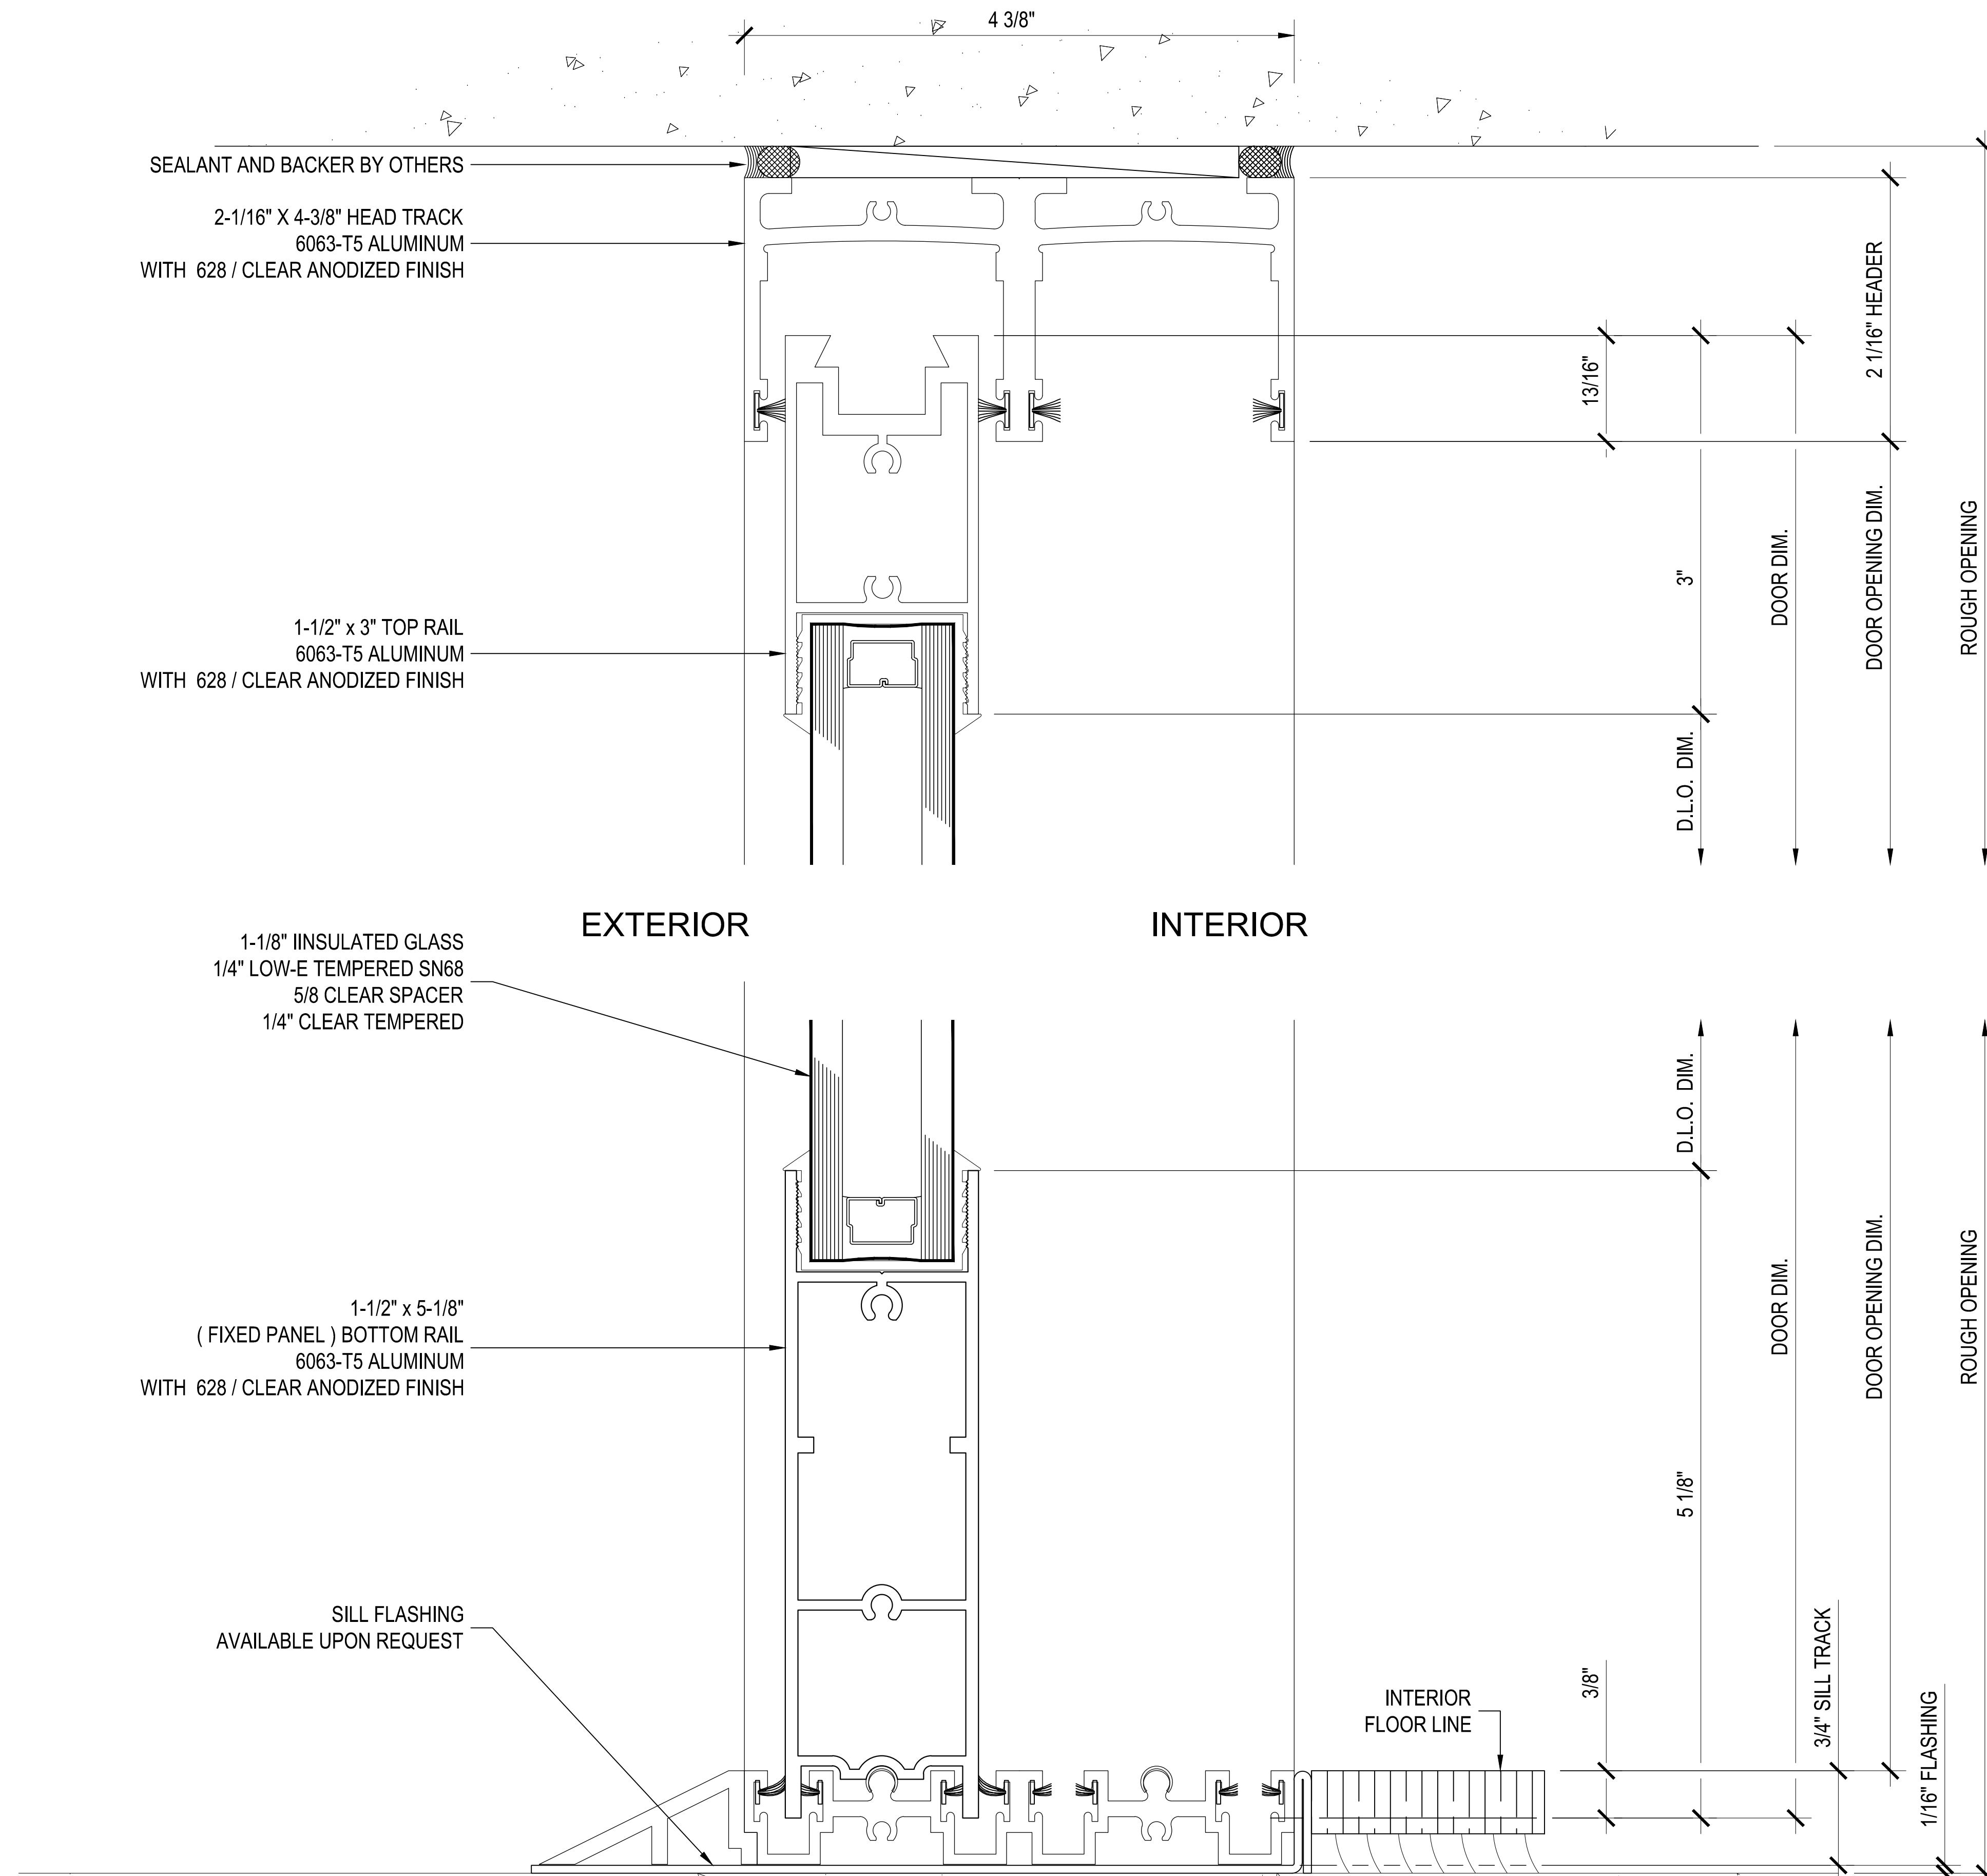 4 3/8"
SEALANT AND BACKER BY OTHERS
2-1/16" X 4-3/8" HEAD TRACK
6063-T5 ALUMINUM
WITH 628 / CLEAR ANODIZED FINISH
2 1/16" HEADER
13/16"
3"
DOOR DIM.
DOOR OPENING DIM.
ROUGH OPENING
1-1/2" x 3" TOP RAIL
6063-T5 ALUMINUM
WITH 628 / CLEAR ANODIZED FINISH
D.L.O. DIM.
EXTERIOR
INTERIOR
1-1/8" IINSULATED GLASS
1/4" LOW-E TEMPERED SN68
5/8 CLEAR SPACER
1/4" CLEAR TEMPERED
D.L.O. DIM.
DOOR DIM.
DOOR OPENING DIM.
ROUGH OPENING
1-1/2" x 5-1/8"
( FIXED PANEL ) BOTTOM RAIL
6063-T5 ALUMINUM
WITH 628 / CLEAR ANODIZED FINISH
5 1/8"
SILL FLASHING
AVAILABLE UPON REQUEST
INTERIOR
FLOOR LINE
3/8"
3/4" SILL TRACK
1/16" FLASHING